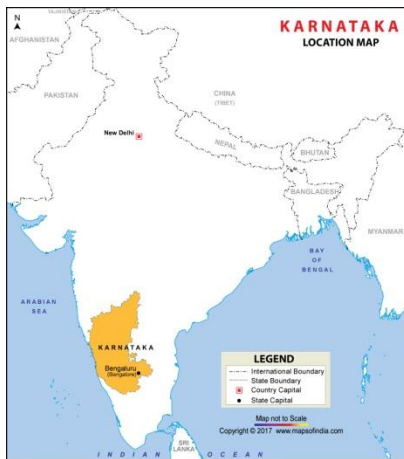 N
KARNATAKA
LOCATION MAP
AFGHANISTAN
PAKISTAN
CHINA
(TIBET)
New Delhi
NEPAL
BHUTAN
BANGLADESH
MYANMAR
BAY
OF
BENGAL
ARABIAN
SEA
KARNATAKA
Bengaluru
(Bangalore)
LEGEND
International Boundary
State Boundary
Country Capital
State Capital
Map not to Scale
Copyright © 2017 www.mapsofindia.com
SRI
LANKA
INDIAN OCEAN